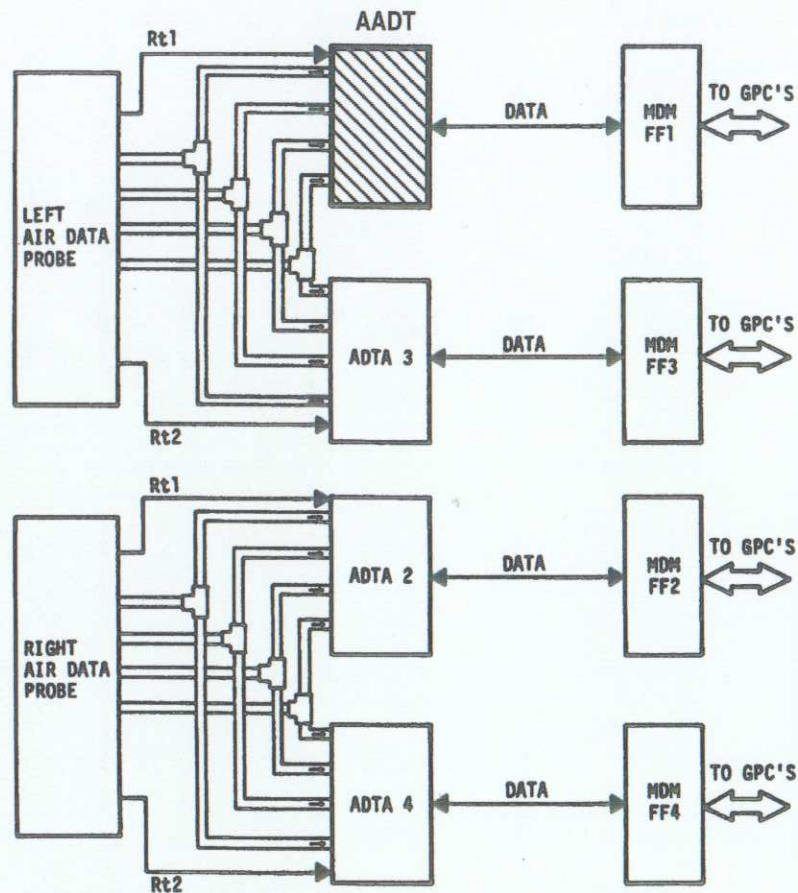 AADT
Rt1
LEFT
AIR DATA
PROBE
DATA
MDM
FF1
TO GPC'S
ADTA 3
DATA
MDM
FF3
TO GPC'S
Rt2
Rt1
RIGHT
AIR DATA
PROBE
ADTA 2
DATA
MDM
FF2
TO GPC'S
ADTA 4
DATA
MDM
FF4
TO GPC'S
Rt2